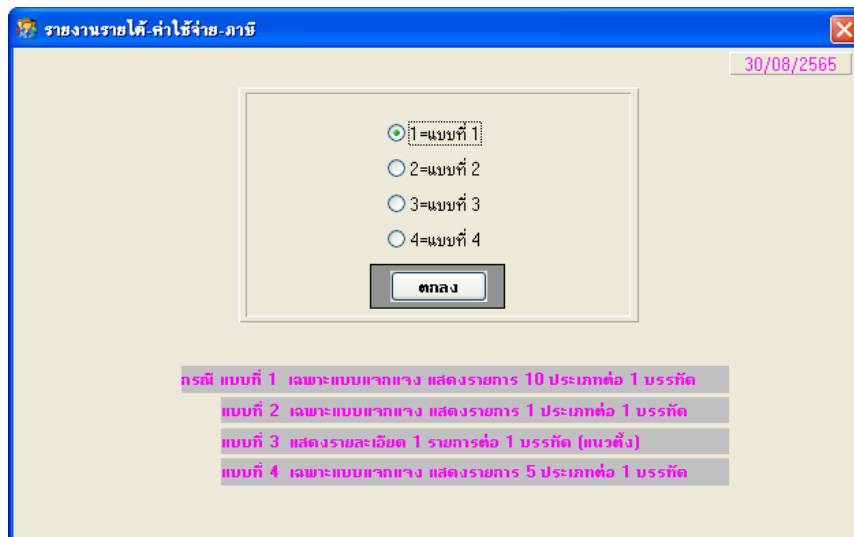 รายงานรายได้-ค่าใช้จ่าย-ภาษี
30/08/2565
1=แบบที่ 1
2=แบบที่ 2
3=แบบที่ 3
4=แบบที่ 4
ตกลง
กรณี แบบที่ 1 เฉพาะแบบแจกแจง แสดงรายการ 10 ประเภทต่อ 1 บรรทัด
แบบที่ 2 เฉพาะแบบแจกแจง แสดงรายการ 1 ประเภทต่อ 1 บรรทัด
แบบที่ 3 แสดงรายละเอียด 1 รายการต่อ 1 บรรทัด (แนวตั้ง)
แบบที่ 4 เฉพาะแบบแจกแจง แสดงรายการ 5 ประเภทต่อ 1 บรรทัด